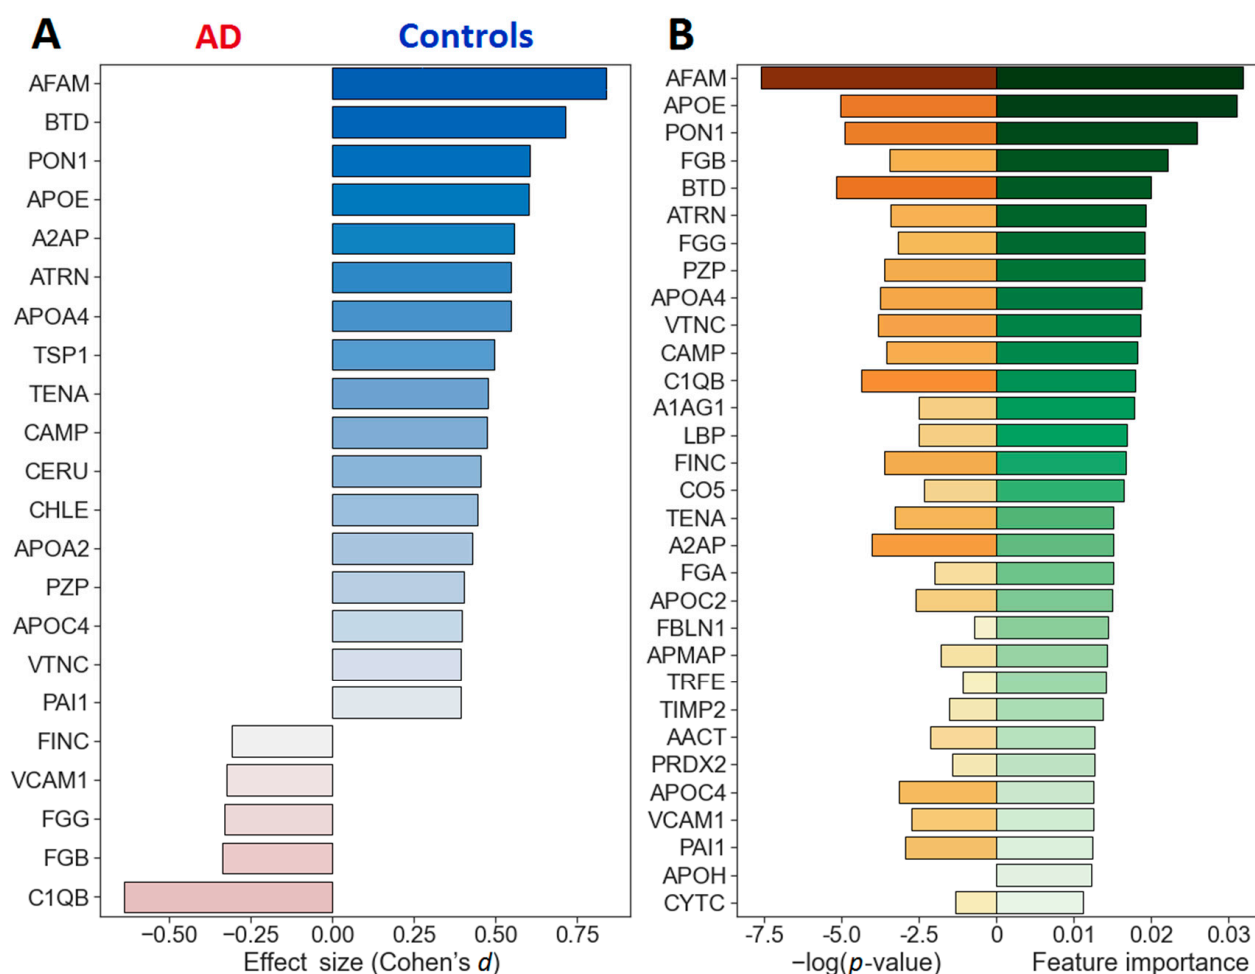 A
AD
Controls
AFAM
BTD
PON1
APOE
A2AP
ATRN
APOA4
TSP1
TENA
CAMP
CERU
CHLE
APOA2
PZP
APOC4
VTNC
PAI1
FINC
VCAM1
FGG
FGB
C1QB
−0.50 −0.25 0.00 0.25 0.50 0.75
Effect size (Cohen's d)
B
AFAM
APOE
PON1
FGB
BTD
ATRN
FGG
PZP
APOA4
VTNC
CAMP
C1QB
A1AG1
LBP
FINC
CO5
TENA
A2AP
FGA
APOC2
FBLN1
APMAP
TRFE
TIMP2
AACT
PRDX2
APOC4
VCAM1
PAI1
APOH
CYTC
-7.5 -5.0 -2.5 0 0.01 0.02 0.03
−log(p-value) Feature importance